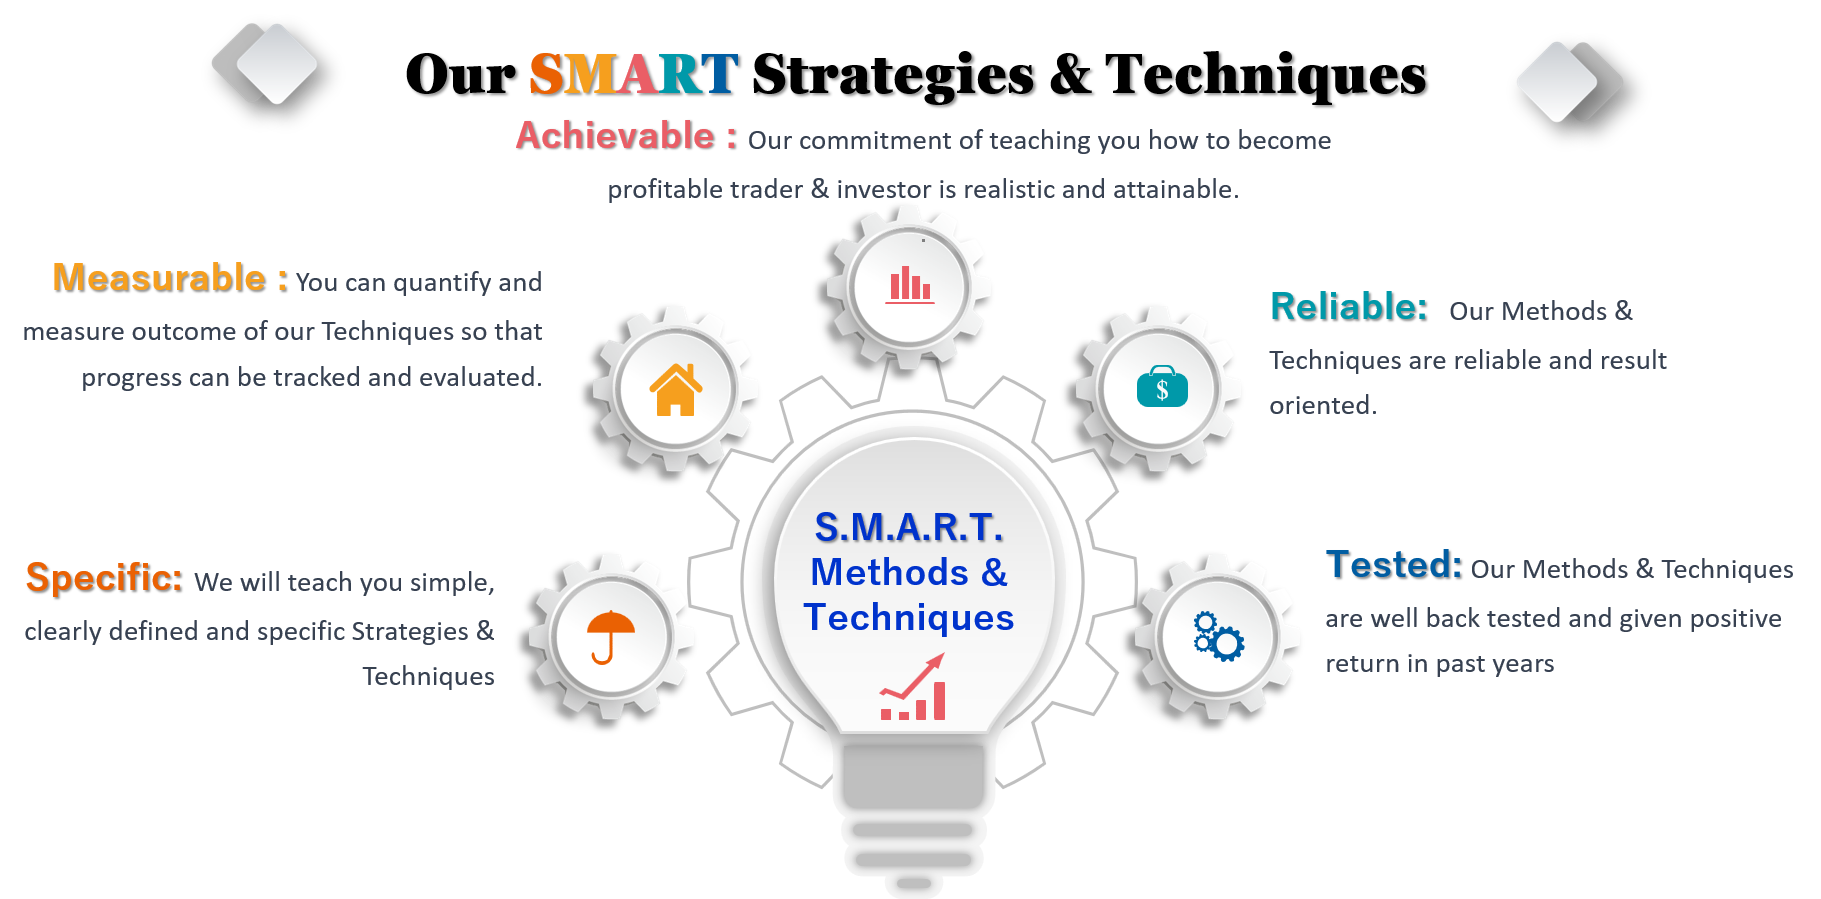 Our SMART Strategies & Techniques
Achievable : Our commitment of teaching you how to become
profitable trader & investor is realistic and attainable.
Measurable : You can quantify and
measure outcome of our Techniques so that
progress can be tracked and evaluated.
Reliable: Our Methods &
Techniques are reliable and result
oriented.
Specific: We will teach you simple,
clearly defined and specific Strategies &
Techniques
S.M.A.R.T.
Methods &
Techniques
Tested: Our Methods & Techniques
are well back tested and given positive
return in past years
$